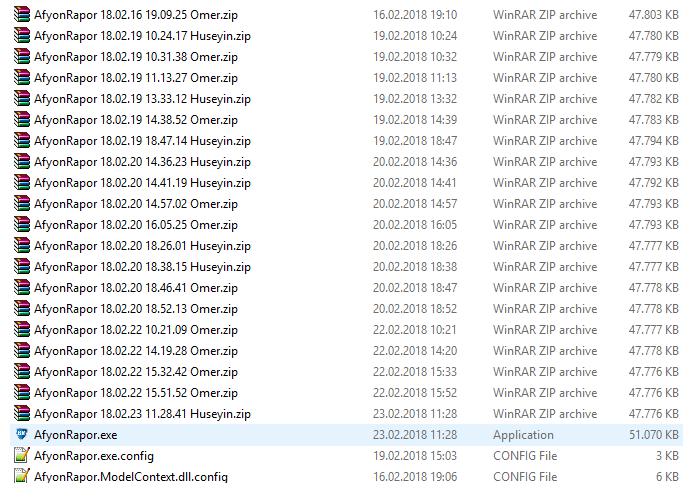 AfyonRapor 18.02.16 19.09.25 Omer.zip 16.02.2018 19:10 WinRAR ZIP archive 47.803 KB
AfyonRapor 18.02.19 10.24.17 Huseyin.zip 19.02.2018 10:24 WinRAR ZIP archive 47.780 KB
AfyonRapor 18.02.19 10.31.38 Omer.zip 19.02.2018 10:32 WinRAR ZIP archive 47.779 KB
AfyonRapor 18.02.19 11.13.27 Omer.zip 19.02.2018 11:13 WinRAR ZIP archive 47.780 KB
AfyonRapor 18.02.19 13.33.12 Huseyin.zip 19.02.2018 13:32 WinRAR ZIP archive 47.782 KB
AfyonRapor 18.02.19 14.38.52 Omer.zip 19.02.2018 14:39 WinRAR ZIP archive 47.783 KB
AfyonRapor 18.02.19 18.47.14 Huseyin.zip 19.02.2018 18:47 WinRAR ZIP archive 47.794 KB
AfyonRapor 18.02.20 14.36.23 Huseyin.zip 20.02.2018 14:36 WinRAR ZIP archive 47.793 KB
AfyonRapor 18.02.20 14.41.19 Huseyin.zip 20.02.2018 14:41 WinRAR ZIP archive 47.792 KB
AfyonRapor 18.02.20 14.57.02 Omer.zip 20.02.2018 14:57 WinRAR ZIP archive 47.793 KB
AfyonRapor 18.02.20 16.05.25 Omer.zip 20.02.2018 16:05 WinRAR ZIP archive 47.793 KB
AfyonRapor 18.02.20 18.26.01 Huseyin.zip 20.02.2018 18:26 WinRAR ZIP archive 47.777 KB
AfyonRapor 18.02.20 18.38.15 Huseyin.zip 20.02.2018 18:38 WinRAR ZIP archive 47.777 KB
AfyonRapor 18.02.20 18.46.41 Omer.zip 20.02.2018 18:47 WinRAR ZIP archive 47.778 KB
AfyonRapor 18.02.20 18.52.13 Omer.zip 20.02.2018 18:52 WinRAR ZIP archive 47.778 KB
AfyonRapor 18.02.22 10.21.09 Omer.zip 22.02.2018 10:21 WinRAR ZIP archive 47.777 KB
AfyonRapor 18.02.22 14.19.28 Omer.zip 22.02.2018 14:20 WinRAR ZIP archive 47.778 KB
AfyonRapor 18.02.22 15.32.42 Omer.zip 22.02.2018 15:33 WinRAR ZIP archive 47.776 KB
AfyonRapor 18.02.22 15.51.52 Omer.zip 22.02.2018 15:52 WinRAR ZIP archive 47.776 KB
AfyonRapor 18.02.23 11.28.41 Huseyin.zip 23.02.2018 11:28 WinRAR ZIP archive 47.776 KB
AfyonRapor.exe 23.02.2018 11:28 Application 51.070 KB
AfyonRapor.exe.config 19.02.2018 15:03 CONFIG File 3 KB
AfyonRapor.ModelContext.dll.config 16.02.2018 19:06 CONFIG File 6 KB